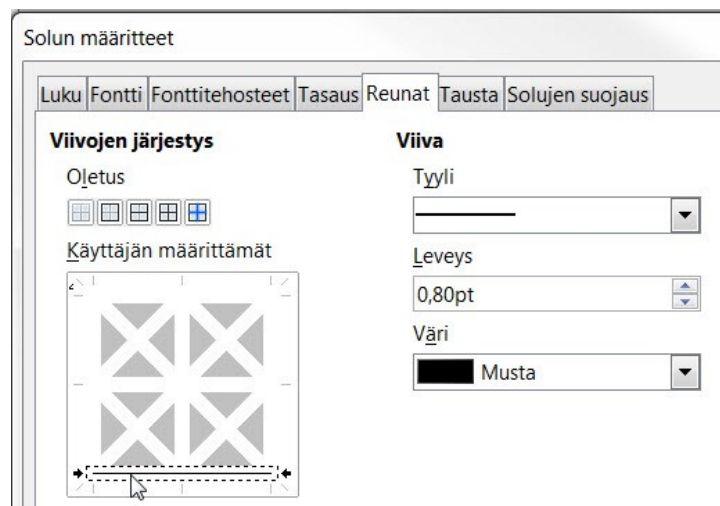 Solun määritteet
Luku Fontti Fonttitehosteet Tasaus Reunat Tausta Solujen suojaus
Viivojen järjestys
Oletus
Käyttäjän määrittämät
Viiva
Tyyli
Leveys
0,80pt
Väri
Musta